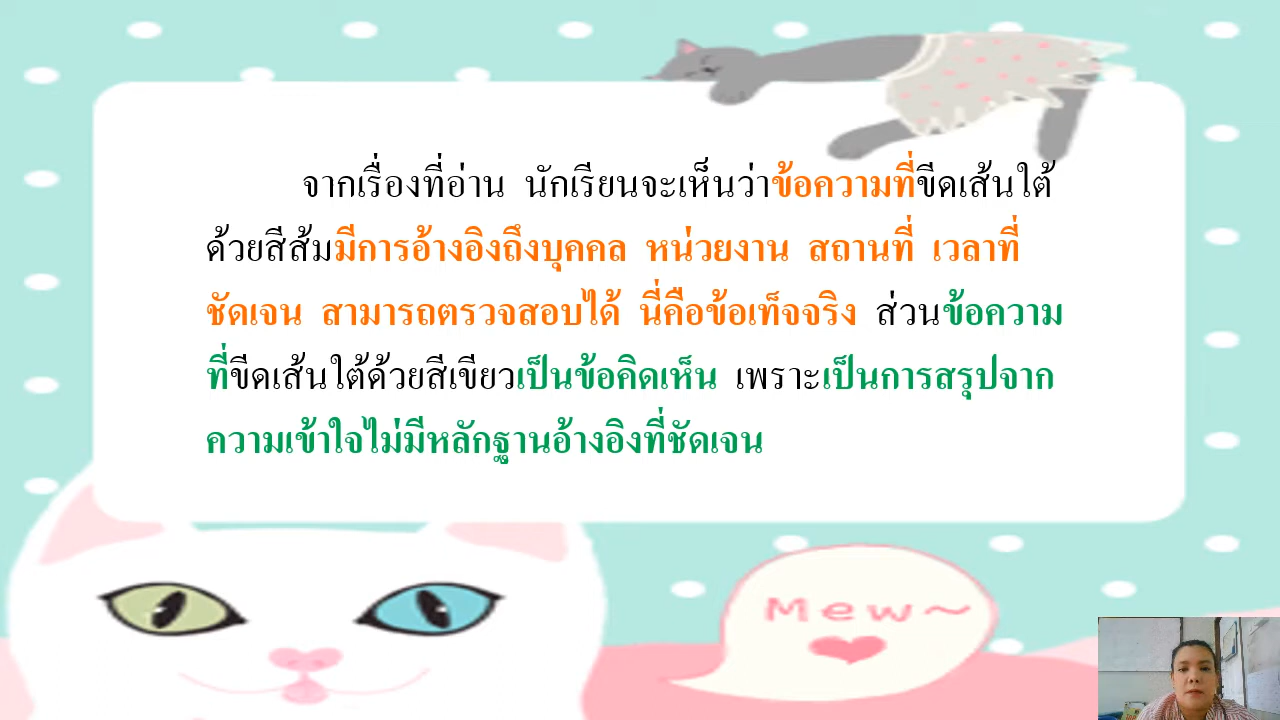 จากเรื่องที่อ่าน นักเรียนจะเห็นว่าข้อความที่ขีดเส้นใต้
ด้วยสีส้มมีการอ้างอิงถึงบุคคล หน่วยงาน สถานที่ เวลาที่
ชัดเจน สามารถตรวจสอบได้ นี่คือข้อเท็จจริง ส่วนข้อความ
ที่ขีดเส้นใต้ด้วยสีเขียวเป็นข้อคิดเห็น เพราะเป็นการสรุปจาก
ความเข้าใจไม่มีหลักฐานอ้างอิงที่ชัดเจน
Mew~